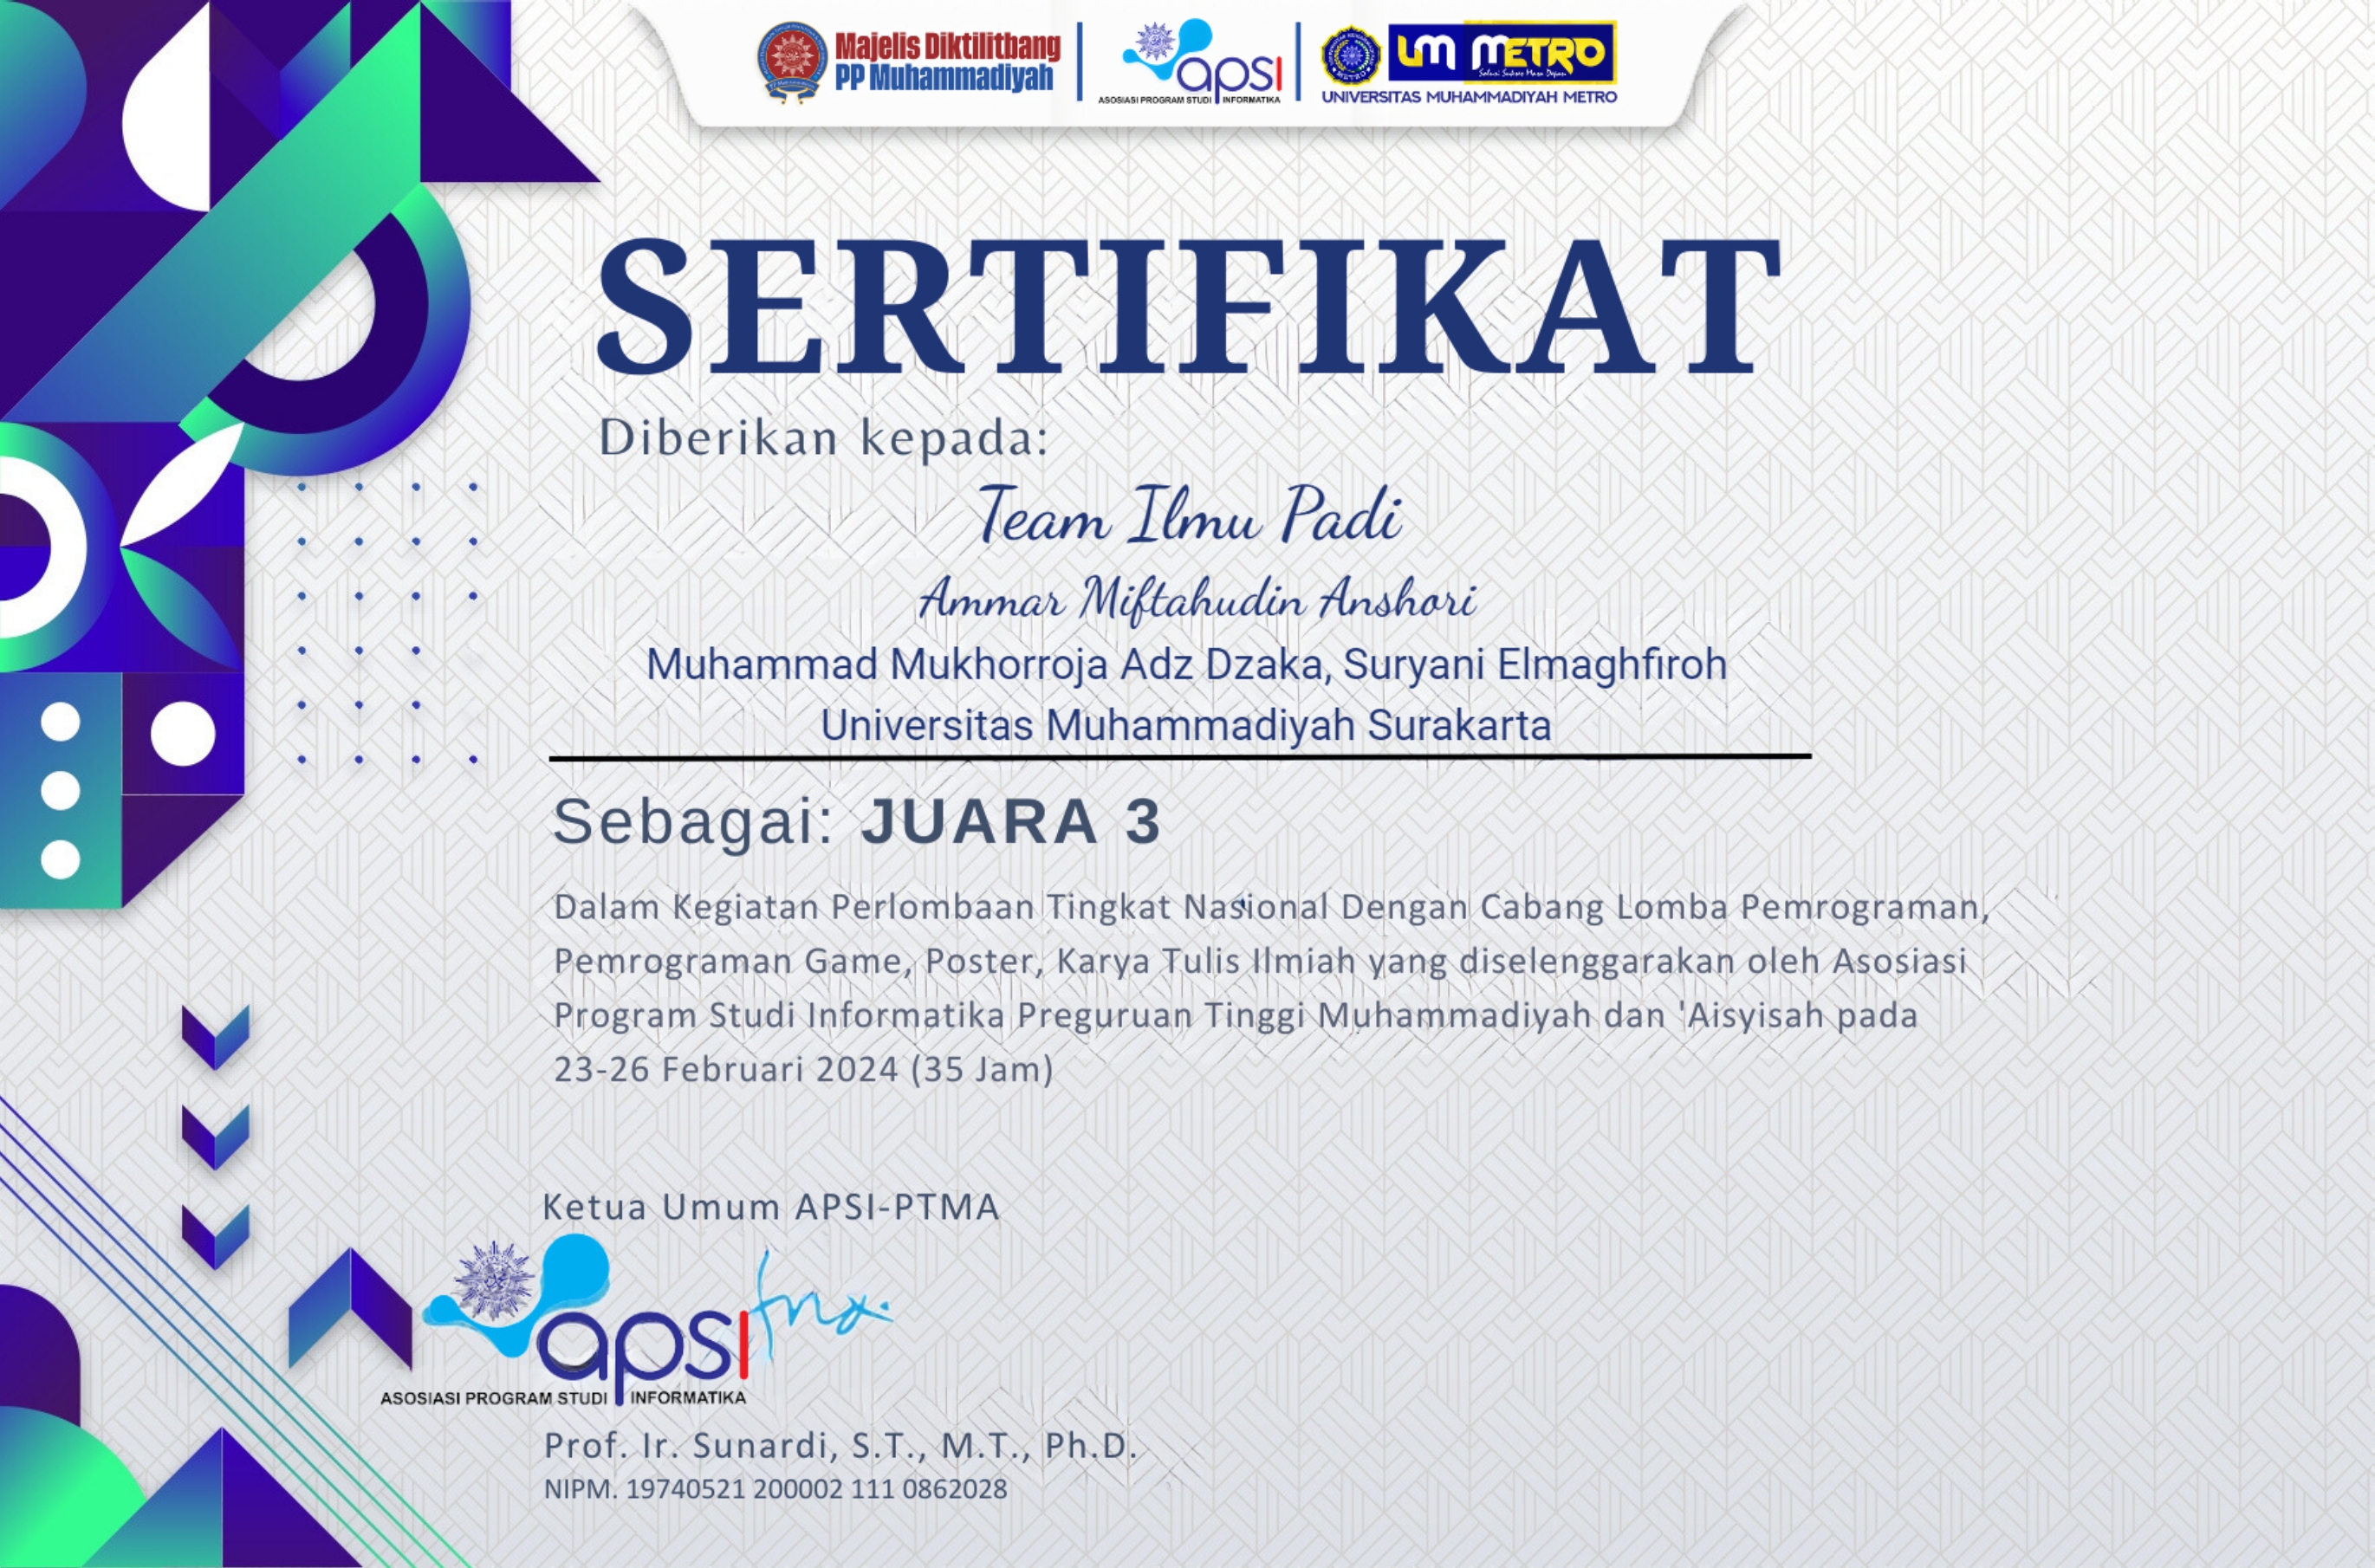 Majelis Diktilitbang
PP Muhammadiyah
apsi
ASOSIASI PROGRAM STUDI INFORMATIKA
UM METRO
Solusi Sukses Masa Depan
UNIVERSITAS MUHAMMADIYAH METRO
SERTIFIKAT
Diberikan kepada:
Team Ilmu Padi
Ammar Miftahudin Anshori
Muhammad Mukhorroja Adz Dzaka, Suryani Elmaghfiroh
Universitas Muhammadiyah Surakarta
Sebagai: JUARA 3
Dalam Kegiatan Perlombaan Tingkat Nasional Dengan Cabang Lomba Pemrograman,
Pemrograman Game, Poster, Karya Tulis Ilmiah yang diselenggarakan oleh Asosiasi
Program Studi Informatika Preguruan Tinggi Muhammadiyah dan 'Aisyisah pada
23-26 Februari 2024 (35 Jam)
Ketua Umum APSI-PTMA
apsi
ASOSIASI PROGRAM STUDI INFORMATIKA
Prof. Ir. Sunardi, S.T., M.T., Ph.D.
NIPM. 19740521 200002 111 0862028